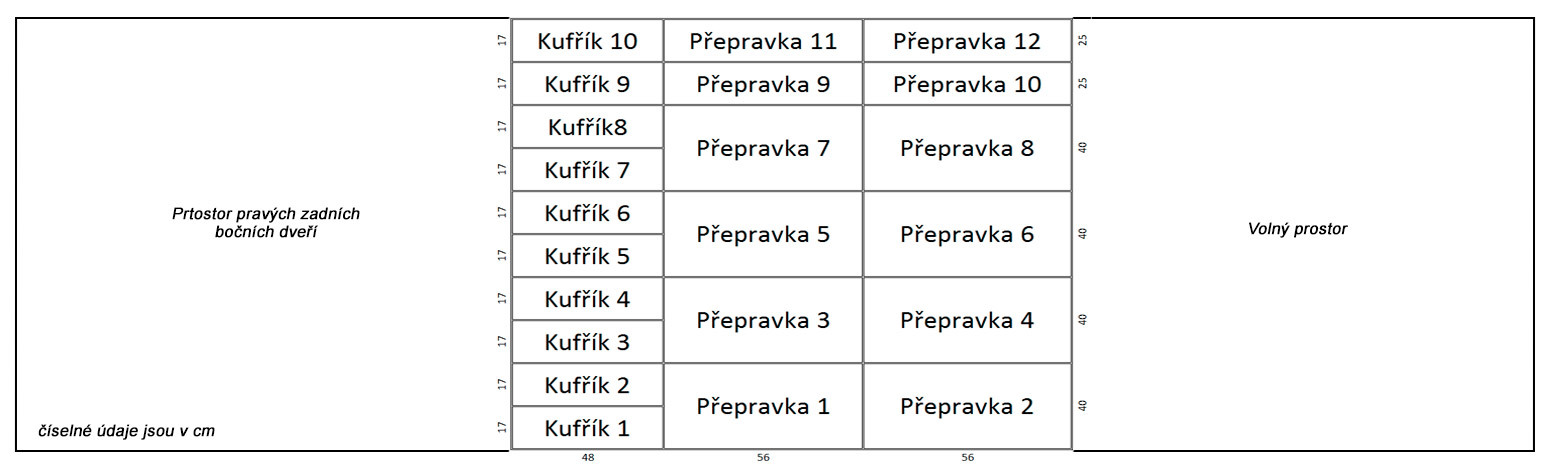 17 Kufřík 10 Přepravka 11 Přepravka 12 25
17 Kufřík 9 Přepravka 9 Přepravka 10 25
17 Kufřík8
Přepravka 7 Přepravka 8 40
17 Kufřík 7
Prtostor pravých zadních
bočních dveří
17 Kufřík 6
Přepravka 5 Přepravka 6 40
Volný prostor
17 Kufřík 5
17 Kufřík 4
Přepravka 3 Přepravka 4 40
17 Kufřík 3
17 Kufřík 2
Přepravka 1 Přepravka 2 40
17 Kufřík 1
číselné údaje jsou v cm
48 56 56